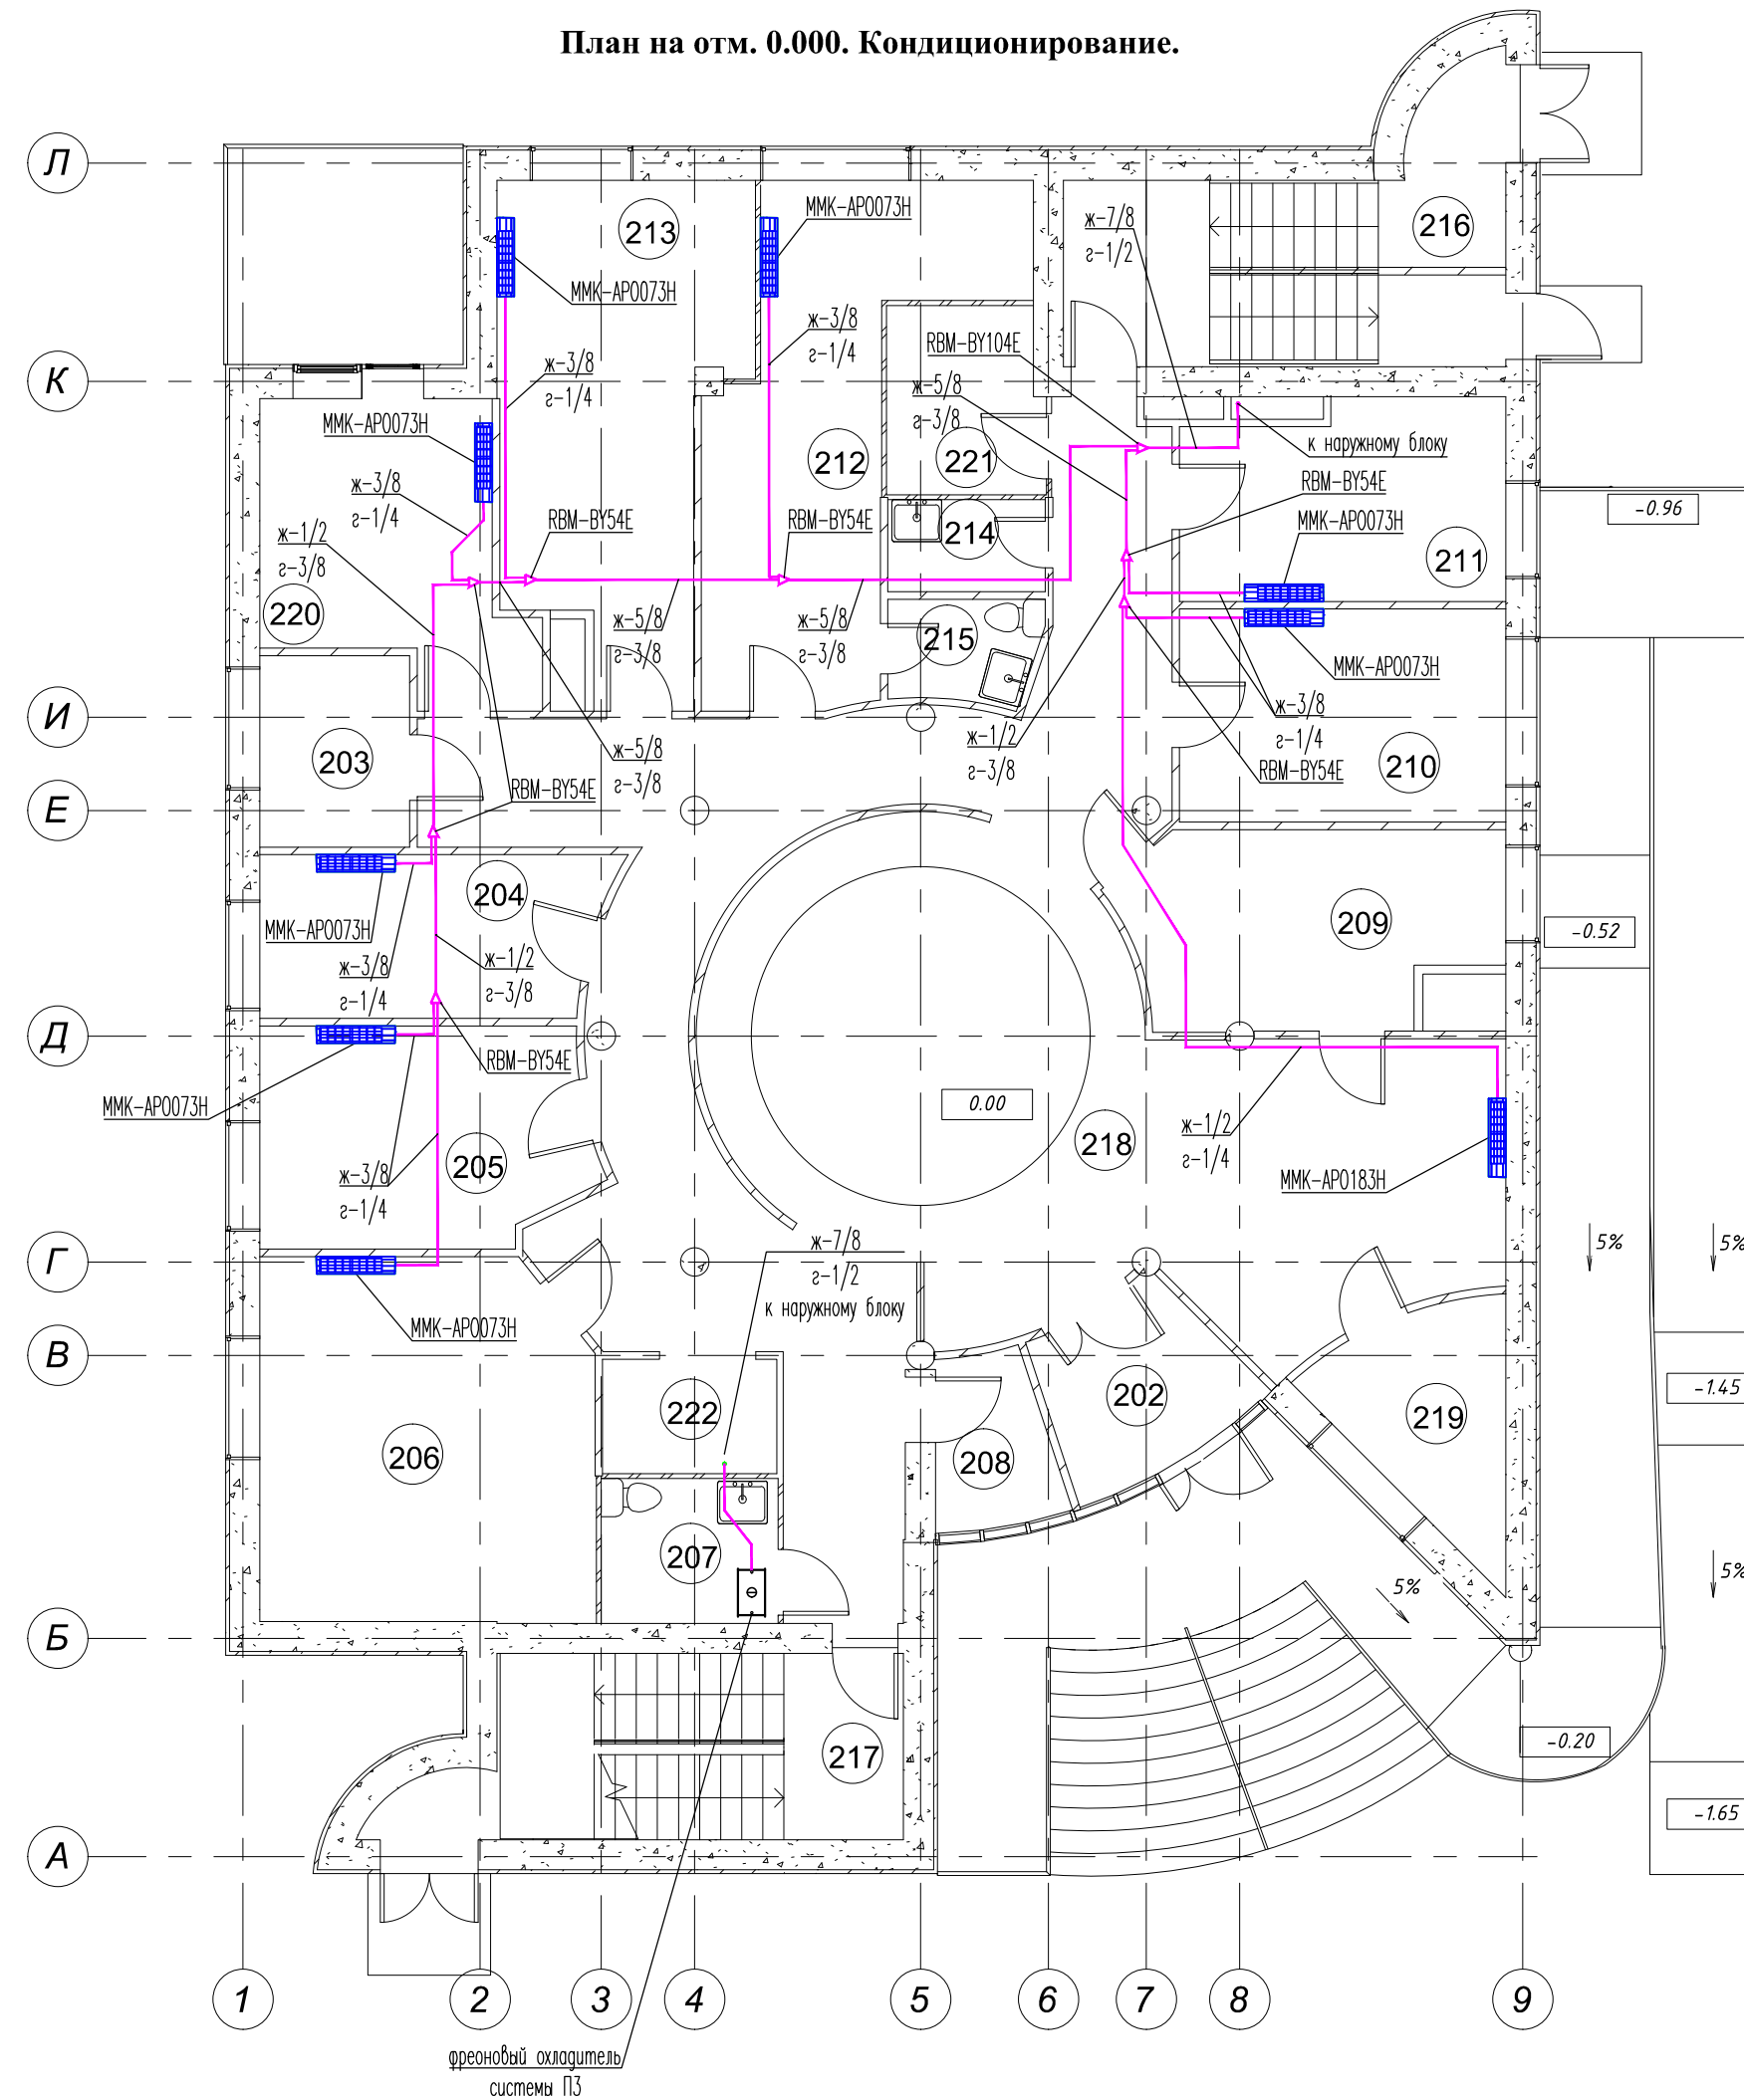 План на отм. 0.000. Кондиционирование.
Л
К
И
Е
Д
Г
В
Б
А
213
MMK-AP0073H
ж-7/8
г-1/2
216
MMK-AP0073H
ж-3/8
г-1/4
ж-3/8
г-1/4
RBM-BY104E
ж-5/8
г-3/8
MMK-AP0073H
к наружному блоку
212
221
RBM-BY54E
ж-3/8
г-1/4
MMK-AP0073H
-0.96
ж-1/2
г-3/8
RBM-BY54E
RBM-BY54E
214
211
220
ж-5/8
г-3/8
ж-5/8
г-3/8
215
MMK-AP0073H
ж-3/8
г-1/4
203
ж-5/8
г-3/8
ж-1/2
г-3/8
RBM-BY54E
210
RBM-BY54E
204
209
MMK-AP0073H
-0.52
ж-3/8
г-1/4
ж-1/2
г-3/8
RBM-BY54E
MMK-AP0073H
0.00
218
ж-1/2
г-1/4
205
ж-3/8
г-1/4
MMK-AP0183H
ж-7/8
г-1/2
к наружному блоку
5%
5%
MMK-AP0073H
222
202
219
-1.45
206
208
207
5%
5%
217
-0.20
-1.65
1
2
3
4
5
6
7
8
9
фреоновый охладитель
системы П3